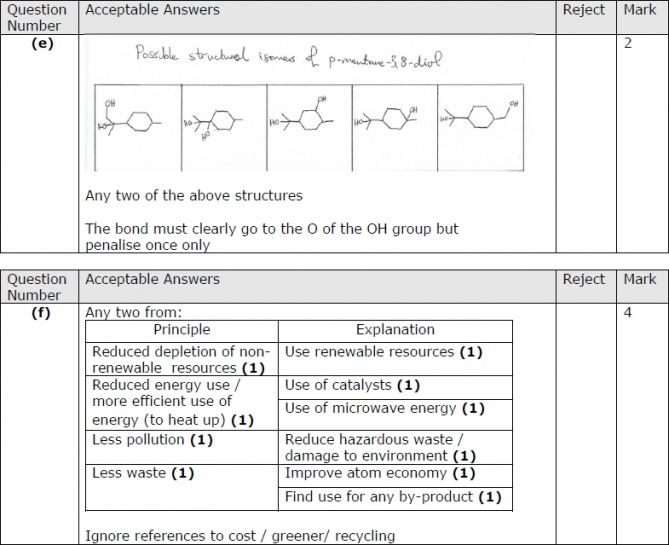 Question Number Acceptable Answers Reject Mark
(e) 2
Possible structural isomers of p-mentane-3,8-diol
OH OH OH OH
HO HO HO HO HO
HO
Any two of the above structures
The bond must clearly go to the O of the OH group but
penalise once only
Question Number Acceptable Answers Reject Mark
(f) Any two from: 4
Principle Explanation
Reduced depletion of non-
renewable resources (1)
Use renewable resources (1)
Reduced energy use /
more efficient use of
energy (to heat up) (1)
Use of catalysts (1)
Use of microwave energy (1)
Less pollution (1)
Reduce hazardous waste /
damage to environment (1)
Less waste (1)
Improve atom economy (1)
Find use for any by-product (1)
Ignore references to cost / greener/ recycling